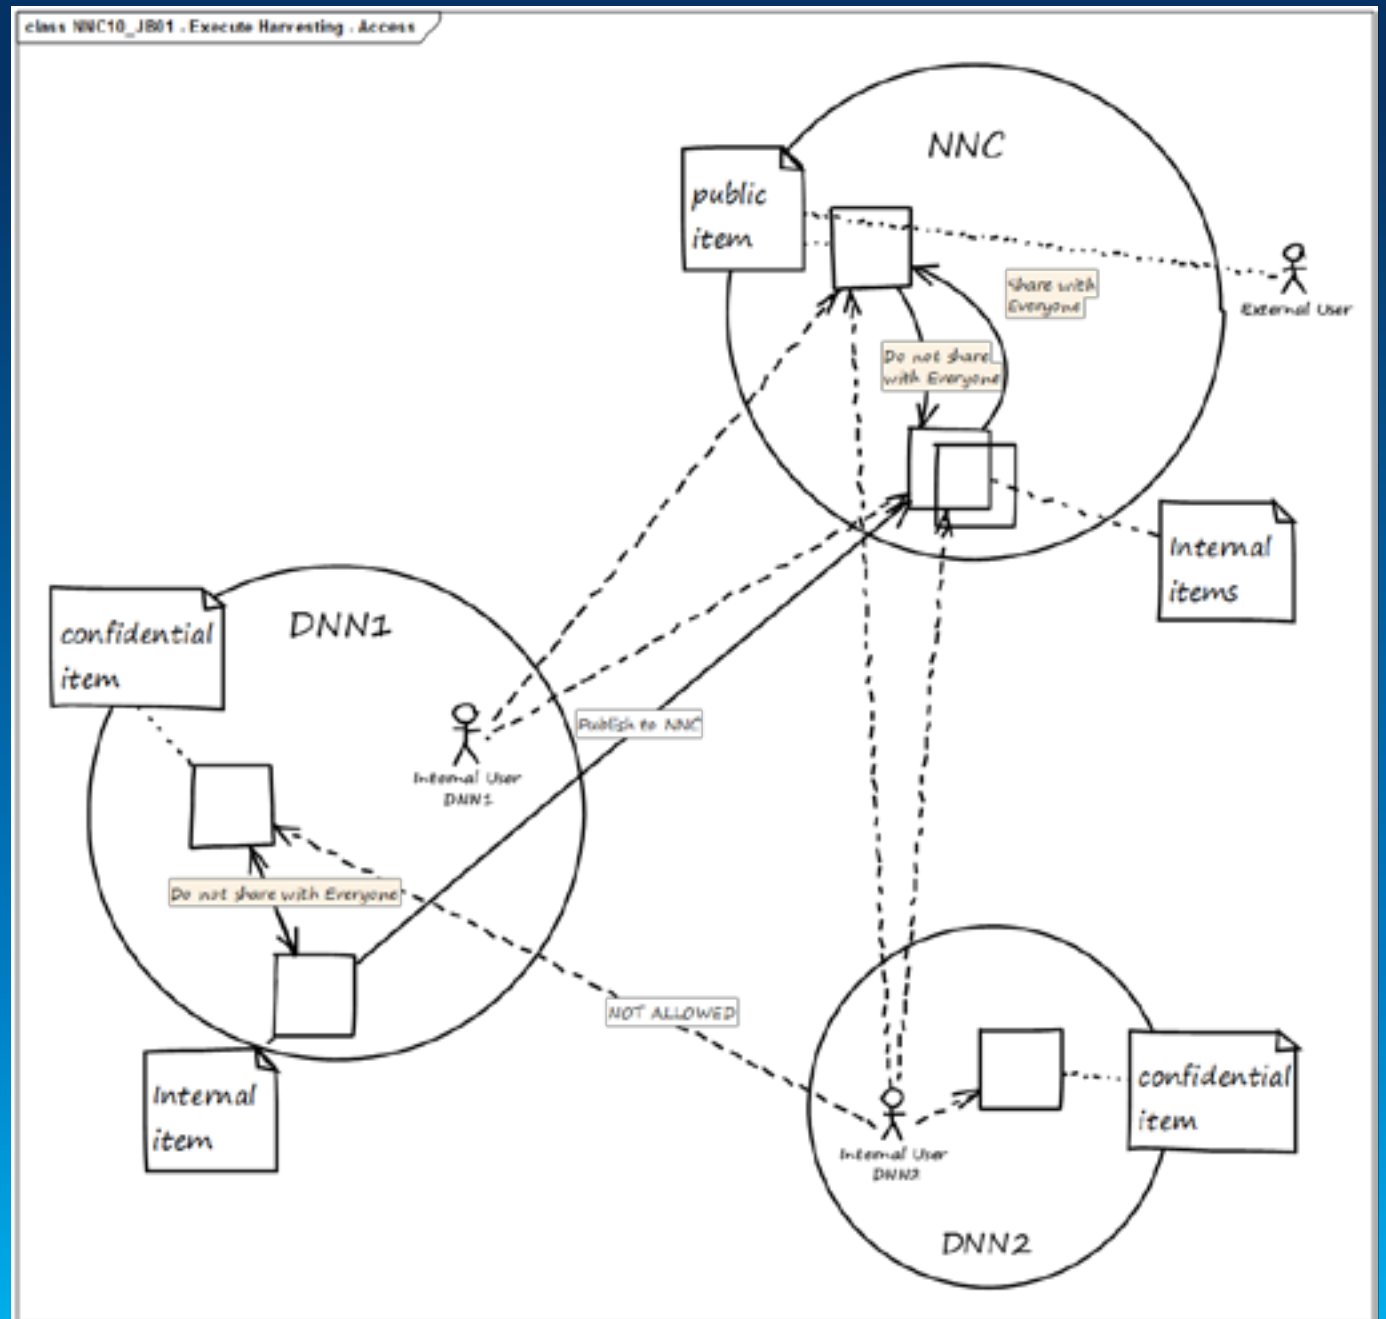 class NNC10_JB01 . Execute Harvesting . Access
NNC
public
item
Share with
Everyone
External User
Do not share
with Everyone
Internal
items
DNN1
confidential
item
Publish to NNC
Internal User
DNN1
Do not share with Everyone
NOT ALLOWED
Internal
item
confidential
item
Internal User
DNN2
DNN2